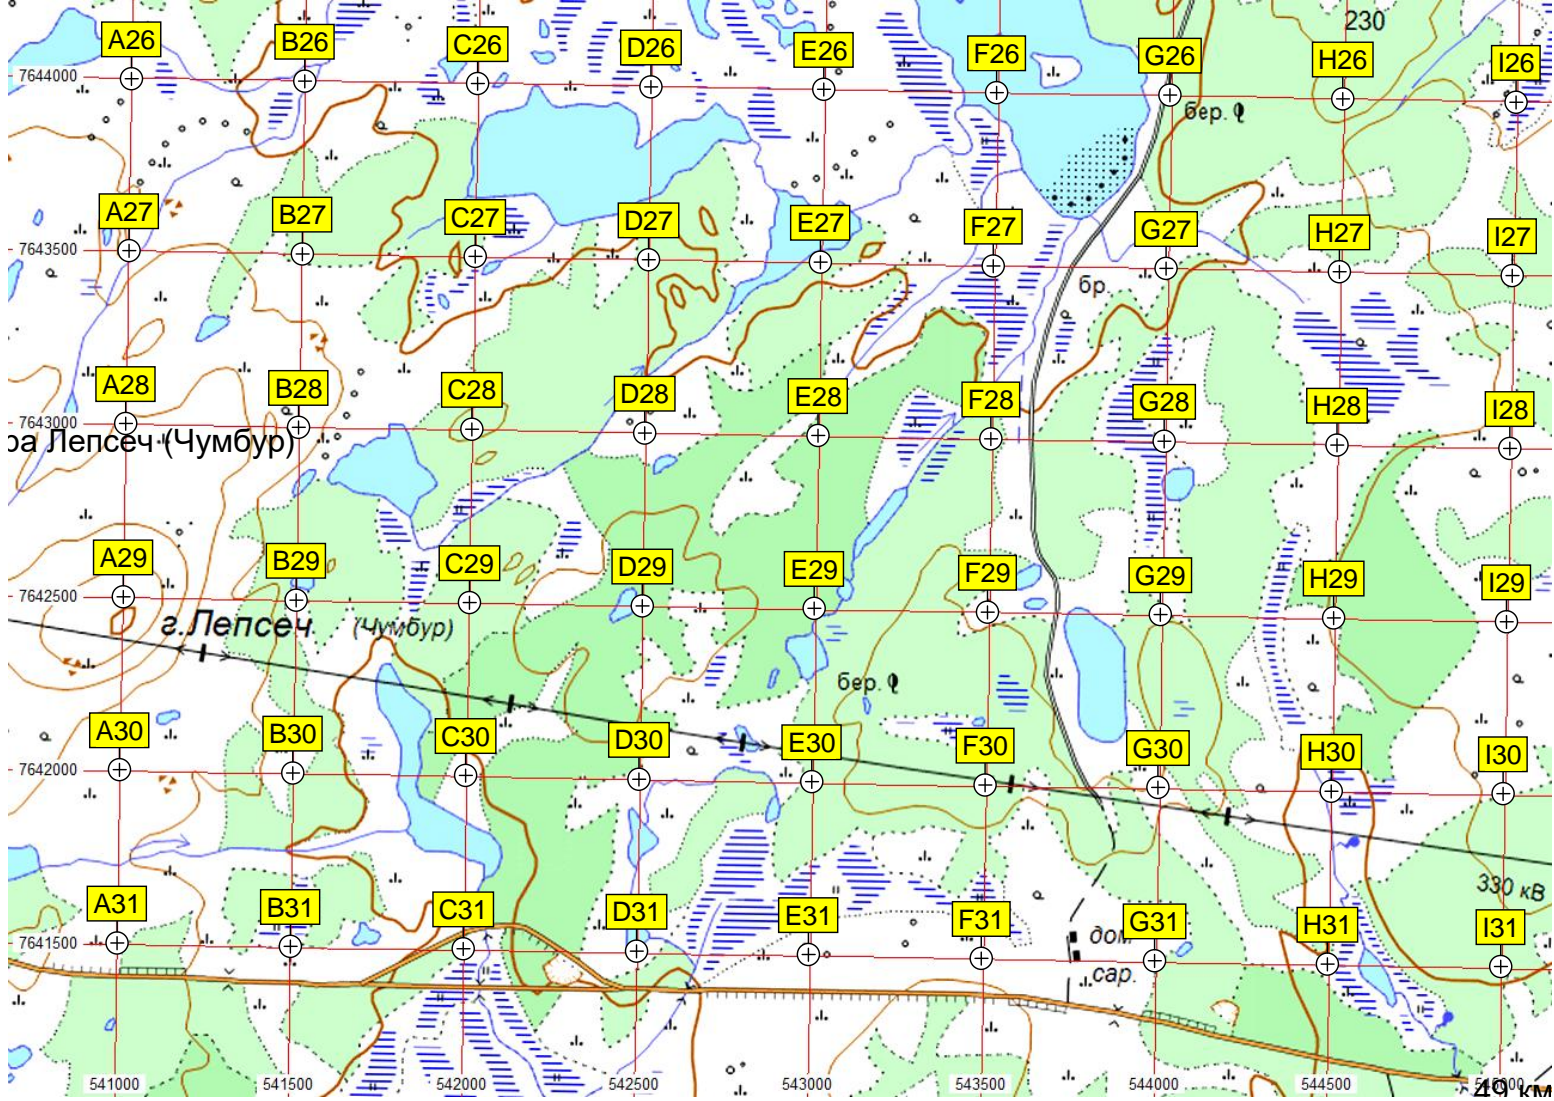 230
A26 B26 C26 D26 E26 F26 G26 H26 I26
7644000
бер.
A27 B27 C27 D27 E27 F27 G27 H27 I27
7643500
бр.
A28 B28 C28 D28 E28 F28 G28 H28 I28
7643000
ра Лепсеч (Чумбур)
A29 B29 C29 D29 E29 F29 G29 H29 I29
7642500
г.Лепсеч (Чумбур)
бер.
A30 B30 C30 D30 E30 F30 G30 H30 I30
7642000
330 кВ
A31 B31 C31 D31 E31 F31 G31 H31 I31
7641500
дом
сар.
541000 541500 542000 542500 543000 543500 544000 544500 545000
49 км